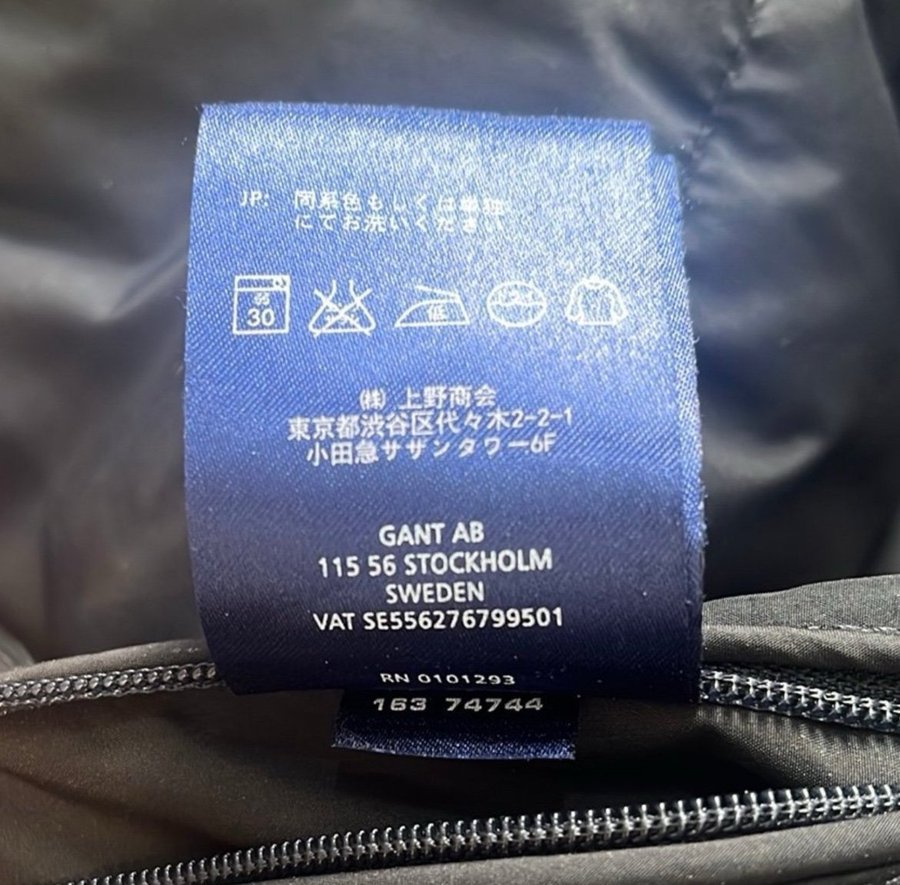 JP: 同系色もしくは単独
にてお洗いください
弱
30
低
(株) 上野商会
東京都渋谷区代々木2-2-1
小田急サザンタワー6F
GANT AB
115 56 STOCKHOLM
SWEDEN
VAT SE556276799501
RN 0101293
163 74744